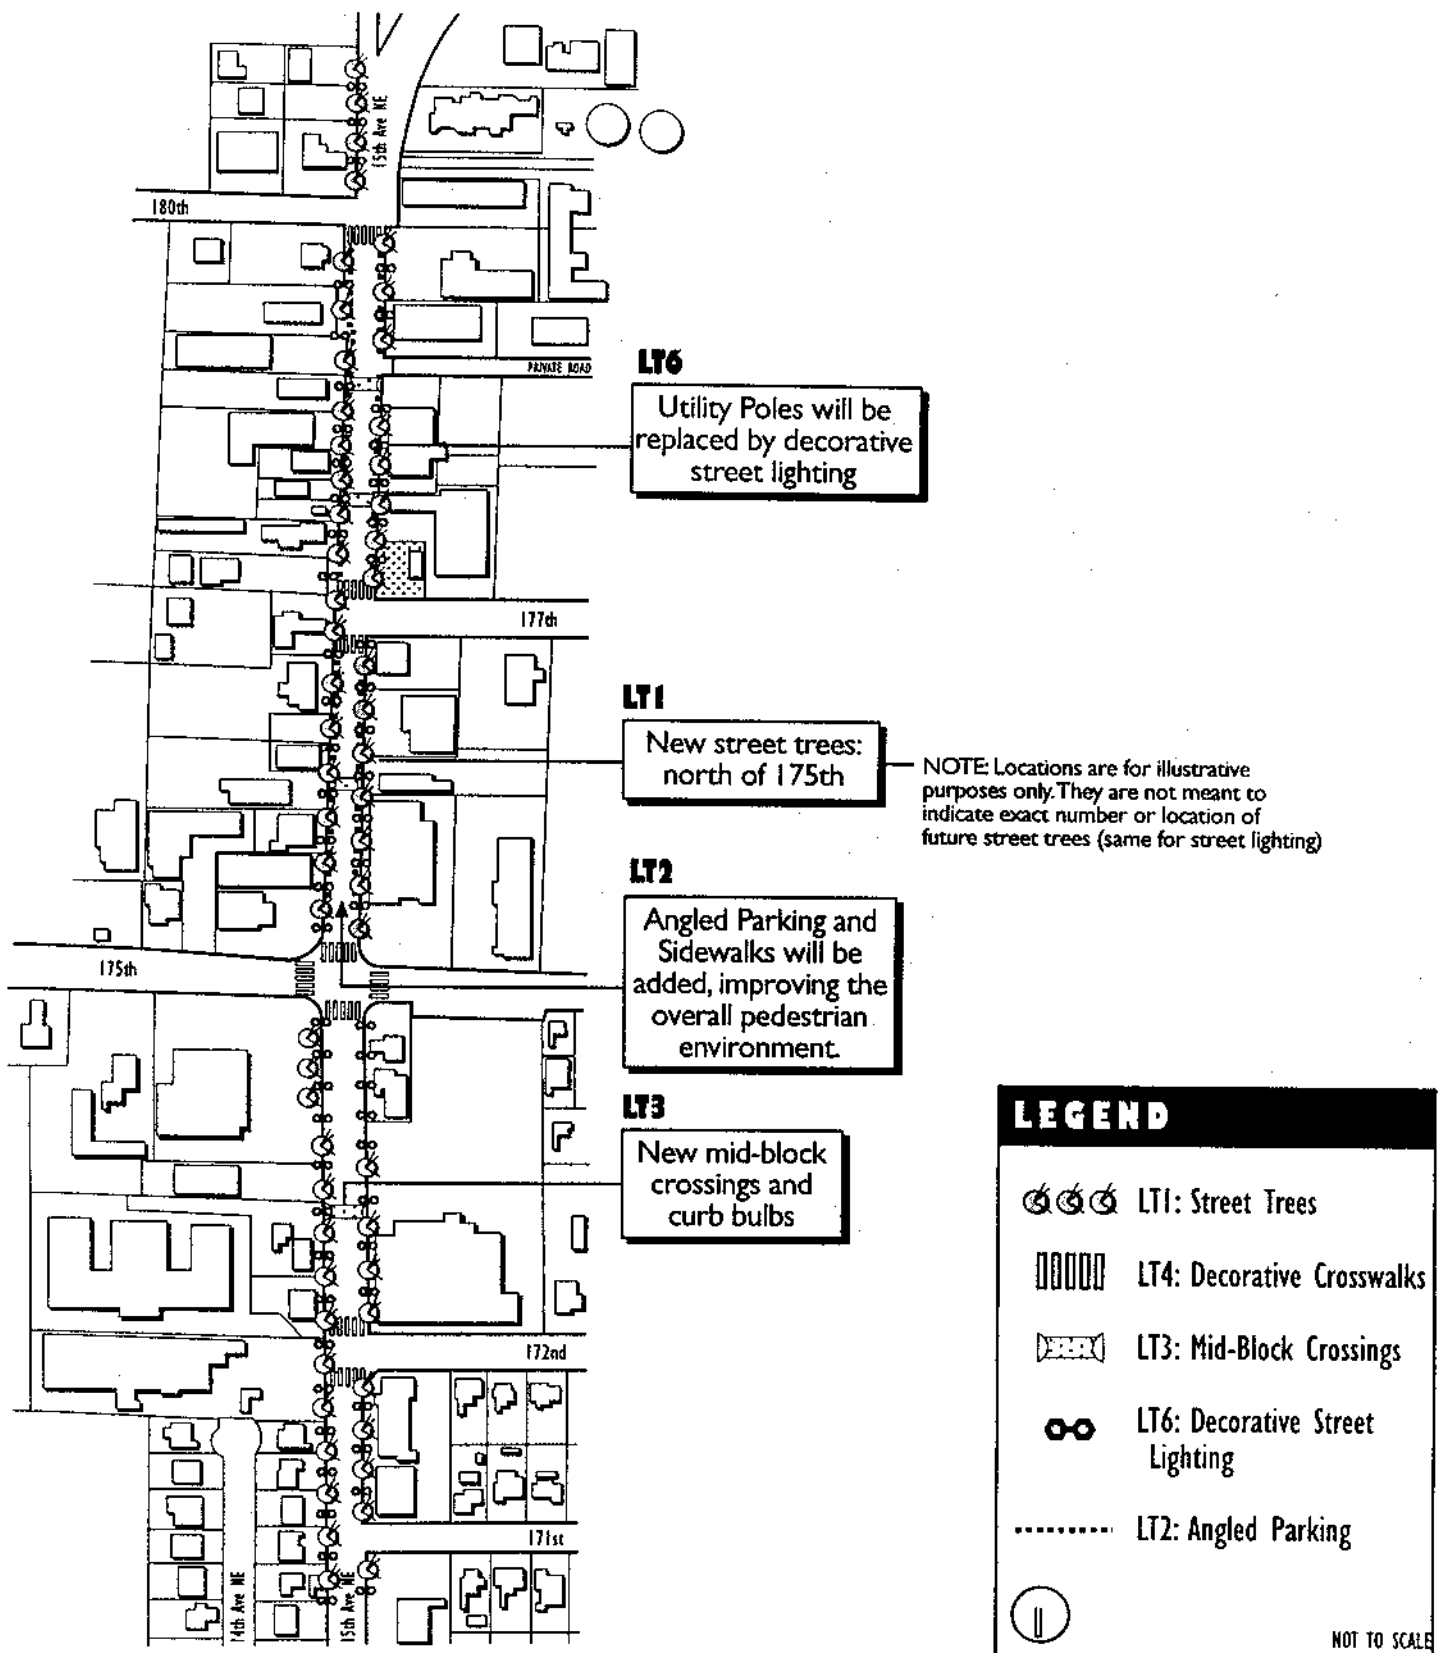 15th Ave NE
180th
PRIVATE ROAD
LT6
Utility Poles will be
replaced by decorative
street lighting
177th
LT1
New street trees:
north of 175th
NOTE: Locations are for illustrative
purposes only. They are not meant to
indicate exact number or location of
future street trees (same for street lighting)
LT2
Angled Parking and
Sidewalks will be
added, improving the
overall pedestrian
environment.
175th
LT3
New mid-block
crossings and
curb bulbs
172nd
171st
14th Ave NE
15th Ave NE
LEGEND
LT1: Street Trees
LT4: Decorative Crosswalks
LT3: Mid-Block Crossings
LT6: Decorative Street
Lighting
LT2: Angled Parking
NOT TO SCALE